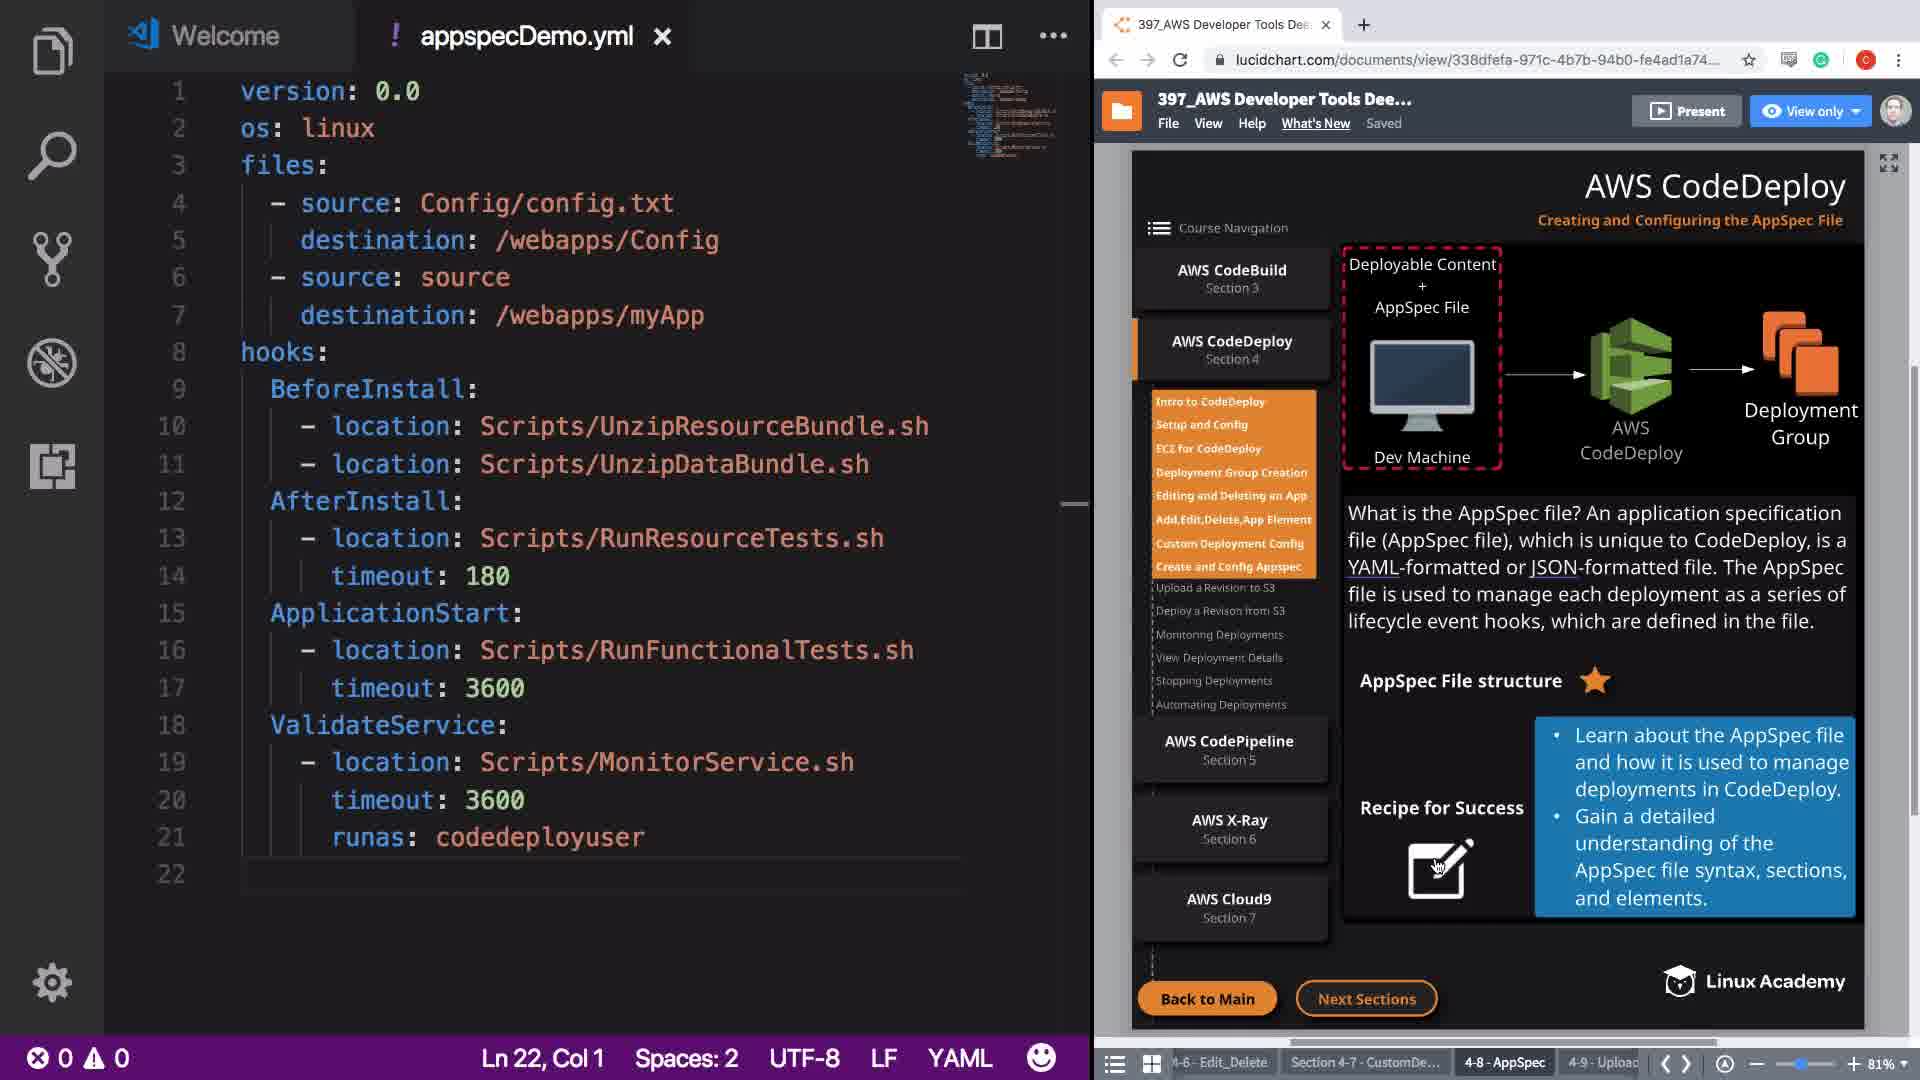 Welcome
! appspecDemo.yml
1 version: 0.0
2 os: linux
3 files:
4 - source: Config/config.txt
5 destination: /webapps/Config
6 - source: source
7 destination: /webapps/myApp
8 hooks:
9 BeforeInstall:
10 - location: Scripts/UnzipResourceBundle.sh
11 - location: Scripts/UnzipDataBundle.sh
12 AfterInstall:
13 - location: Scripts/RunResourceTests.sh
14 timeout: 180
15 ApplicationStart:
16 - location: Scripts/RunFunctionalTests.sh
17 timeout: 3600
18 ValidateService:
19 - location: Scripts/MonitorService.sh
20 timeout: 3600
21 runas: codedeployuser
22
0 0
Ln 22, Col 1 Spaces: 2 UTF-8 LF YAML
397_AWS Developer Tools Dee
lucidchart.com/documents/view/338dfefa-971c-4b7b-94b0-fe4ad1a74...
C
397_AWS Developer Tools Dee...
File View Help What's New Saved
Present
View only
AWS CodeDeploy
Creating and Configuring the AppSpec File
Course Navigation
AWS CodeBuild
Section 3
AWS CodeDeploy
Section 4
Intro to CodeDeploy
Setup and Config
EC2 for CodeDeploy
Deployment Group Creation
Editing and Deleting an App
Add,Edit,Delete,App Element
Custom Deployment Config
Create and Config Appspec
Upload a Revision to S3
Deploy a Revison from S3
Monitoring Deployments
View Deployment Details
Stopping Deployments
Automating Deployments
AWS CodePipeline
Section 5
AWS X-Ray
Section 6
AWS Cloud9
Section 7
Back to Main
Next Sections
Deployable Content
+
AppSpec File
Dev Machine
AWS
CodeDeploy
Deployment
Group
What is the AppSpec file? An application specification
file (AppSpec file), which is unique to CodeDeploy, is a
YAML-formatted or JSON-formatted file. The AppSpec
file is used to manage each deployment as a series of
lifecycle event hooks, which are defined in the file.
AppSpec File structure
Recipe for Success
• Learn about the AppSpec file
and how it is used to manage
deployments in CodeDeploy.
• Gain a detailed
understanding of the
AppSpec file syntax, sections,
and elements.
Linux Academy
4-6 - Edit_Delete
Section 4-7 - CustomDe...
4-8 - AppSpec
4-9 - Upload
81%